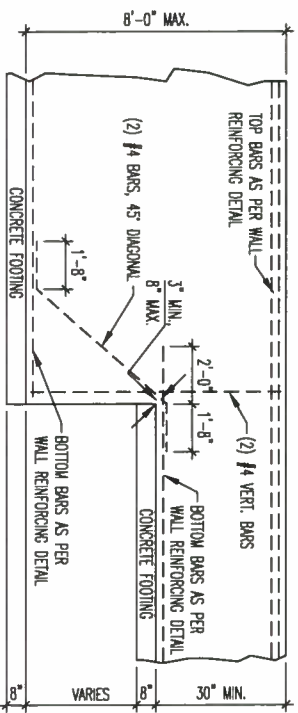 8'-0" MAX.
TOP BARS AS PER WALL
REINFORCING DETAIL
(2) #4 VERT. BARS
(2) #4 BARS, 45° DIAGONAL
3" MIN.,
8" MAX.
2'-0"
1'-8"
1'-8"
BOTTOM BARS AS PER
WALL REINFORCING DETAIL
CONCRETE FOOTING
BOTTOM BARS AS PER
WALL REINFORCING DETAIL
CONCRETE FOOTING
30" MIN.
8"
VARIES
8"